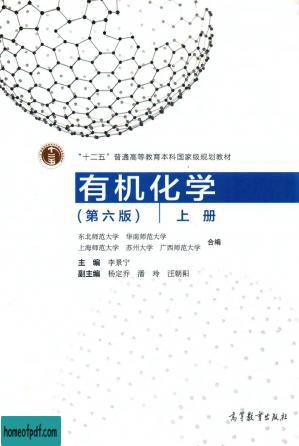 “十二五”普通高等教育本科国家级规划教材
有机化学
(第六版) 上册
东北师范大学 华南师范大学
上海师范大学 苏州大学 广西师范大学 合编
主编 李景宁
副主编 杨定乔 潘玲 汪朝阳
高等教育出版社
homeofpdf.com